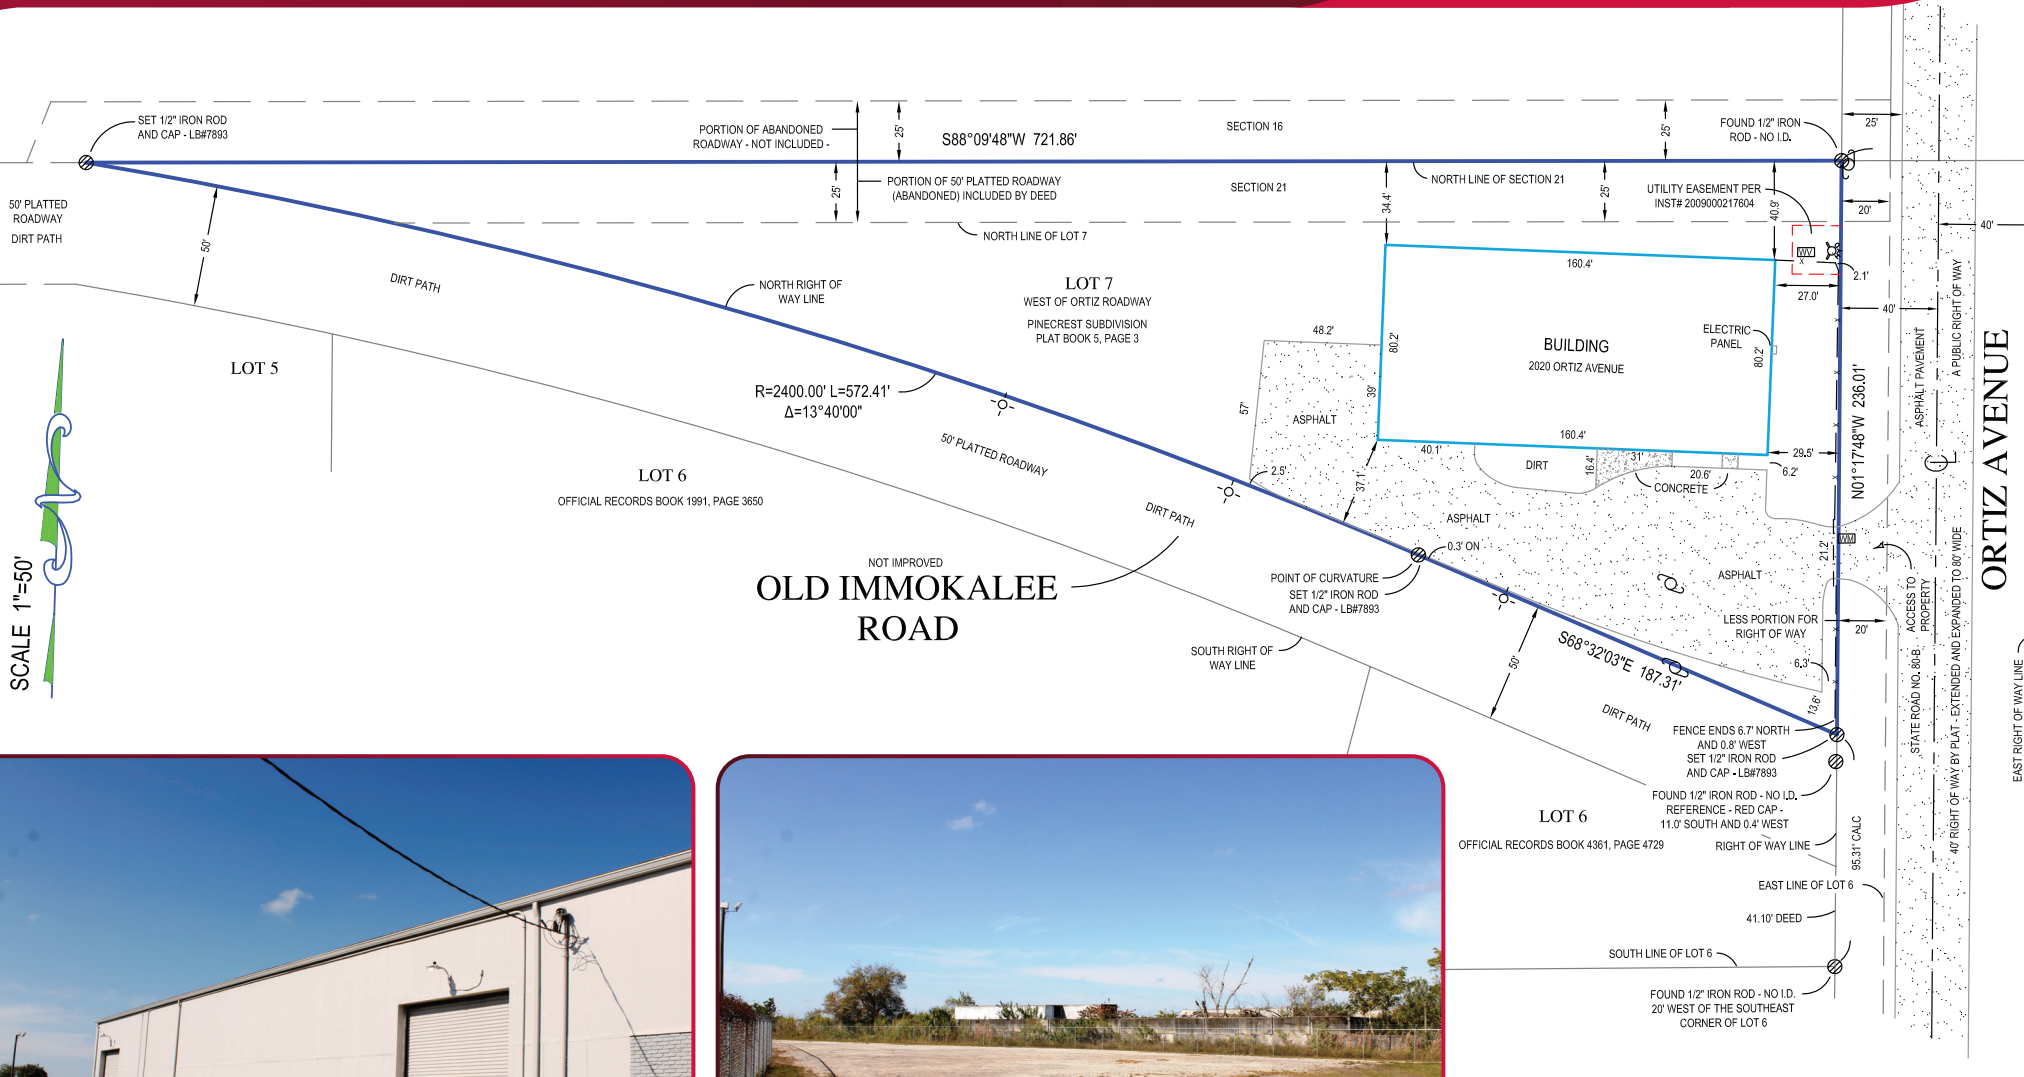 SET 1/2" IRON ROD
AND CAP - LB#7893
PORTION OF ABANDONED
ROADWAY - NOT INCLUDED -
25'
S88°09'48"W 721.86'
SECTION 16
25'
FOUND 1/2" IRON
ROD - NO I.D.
25'
50' PLATTED
ROADWAY
DIRT PATH
50'
25'
PORTION OF 50' PLATTED ROADWAY
(ABANDONED) INCLUDED BY DEED
SECTION 21
NORTH LINE OF SECTION 21
25'
UTILITY EASEMENT PER
INST# 2009000217604
20'
34.4'
40.9'
40'
NORTH LINE OF LOT 7
DIRT PATH
NORTH RIGHT OF
WAY LINE
LOT 7
WEST OF ORTIZ ROADWAY
PINECREST SUBDIVISION
PLAT BOOK 5, PAGE 3
160.4'
WV
X
2.1'
27.0'
40'
48.2'
80.2'
BUILDING
2020 ORTIZ AVENUE
ELECTRIC
PANEL
80.2'
LOT 5
R=2400.00' L=572.41'
Δ=13°40'00"
39'
57'
ASPHALT
N01°17'48"W 236.01'
ASPHALT PAVEMENT
A PUBLIC RIGHT OF WAY
ORTIZ AVENUE
50' PLATTED ROADWAY
160.4'
40.1'
DIRT
16.4'
31'
20.6'
CONCRETE
29.5'
6.2'
LOT 6
OFFICIAL RECORDS BOOK 1991, PAGE 3650
2.5'
37.1'
DIRT PATH
ASPHALT
0.3' ON
WM
21.2'
NOT IMPROVED
OLD IMMOKALEE
ROAD
POINT OF CURVATURE
SET 1/2" IRON ROD
AND CAP - LB#7893
ASPHALT
ACCESS TO
PROPERTY
SCALE 1"=50'
LESS PORTION FOR
RIGHT OF WAY
20'
SOUTH RIGHT OF
WAY LINE
50'
S68°32'03"E 187.31'
6.3'
13.6'
DIRT PATH
STATE ROAD NO. 80-B
40' RIGHT OF WAY BY PLAT - EXTENDED AND EXPANDED TO 80' WIDE
EAST RIGHT OF WAY LINE
FENCE ENDS 6.7' NORTH
AND 0.8' WEST
SET 1/2" IRON ROD
AND CAP - LB#7893
FOUND 1/2" IRON ROD - NO I.D.
REFERENCE - RED CAP -
11.0' SOUTH AND 0.4' WEST
LOT 6
OFFICIAL RECORDS BOOK 4361, PAGE 4729
RIGHT OF WAY LINE
95.31' CALC
EAST LINE OF LOT 6
41.10' DEED
SOUTH LINE OF LOT 6
FOUND 1/2" IRON ROD - NO I.D.
20' WEST OF THE SOUTHEAST
CORNER OF LOT 6